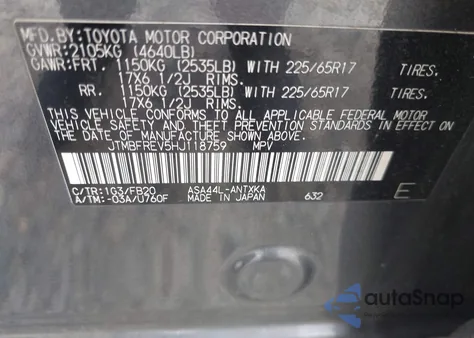 MFD.BY:TOYOTA MOTOR CORPORATION
GVWR:2105KG (4640LB)
GAWR:FRT 1150KG (2535LB) WITH 225/65R17 TIRES.
17X6 1/2J RIMS.
RR. 1150KG (2535LB) WITH 225/65R17 TIRES.
17X6 1/2J RIMS.
THIS VEHICLE CONFORMS TO ALL APPLICABLE FEDERAL MOTOR
VEHICLE SAFETY, BUMPER, AND THEFT PREVENTION STANDARDS IN EFFECT ON
THE DATE OF MANUFACTURE SHOWN ABOVE.
JTMBFREV5HJ118759 MPV
C/TR:1G3/FB20 ASA44L-ANTXKA
A/TM:-03A/U760F MADE IN JAPAN 632 E
autoSnap
Powered by